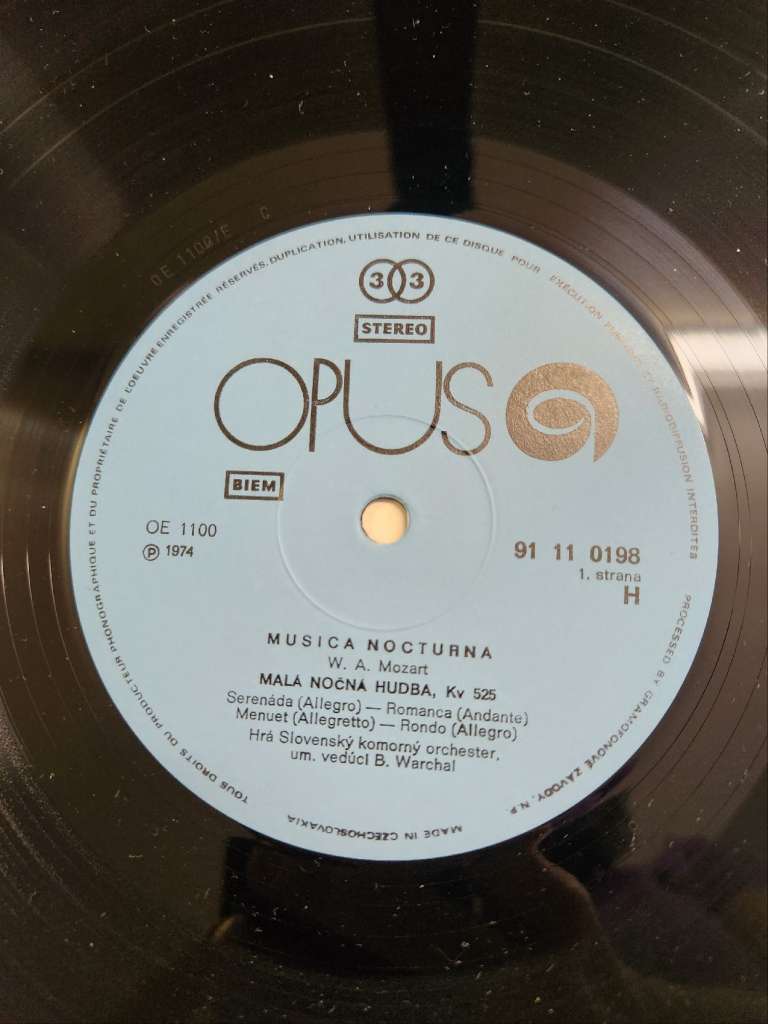 OE 1100/E C
TOUS DROITS DU PRODUCTEUR PHONOGRAPHIQUE ET DU PROPRIÉTAIRE DE L'OEUVRE ENREGISTRÉE RÉSERVÉS. DUPLICATION, UTILISATION DE CE DISQUE POUR EXÉCUTION PUBLIQUE ET RADIODIFFUSION INTERDITES
33
STEREO
OPUS
BIEM
OE 1100
Ⓟ 1974
91 11 0198
1. strana
H
MUSICA NOCTURNA
W. A. Mozart
MALÁ NOČNÁ HUDBA, Kv 525
Serenáda (Allegro) — Romanca (Andante)
Menuet (Allegretto) — Rondo (Allegro)
Hrá Slovenský komorný orchester,
um. vedúci B. Warchal
PROCESSED BY GRAMOFONOVÉ ZÁVODY, N.P.
MADE IN CZECHOSLOVAKIA